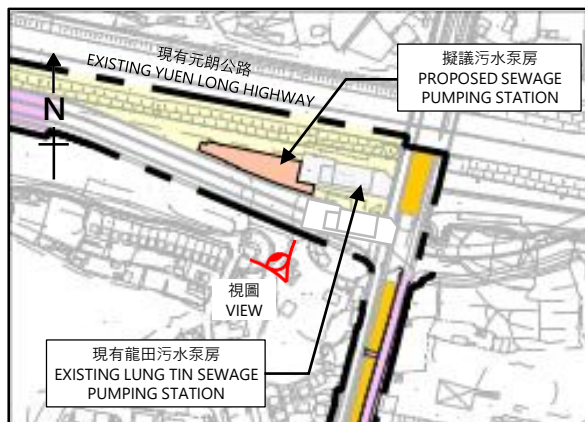 現有元朗公路
EXISTING YUEN LONG HIGHWAY
擬議污水泵房
PROPOSED SEWAGE
PUMPING STATION
N
視圖
VIEW
現有龍田污水泵房
EXISTING LUNG TIN SEWAGE
PUMPING STATION